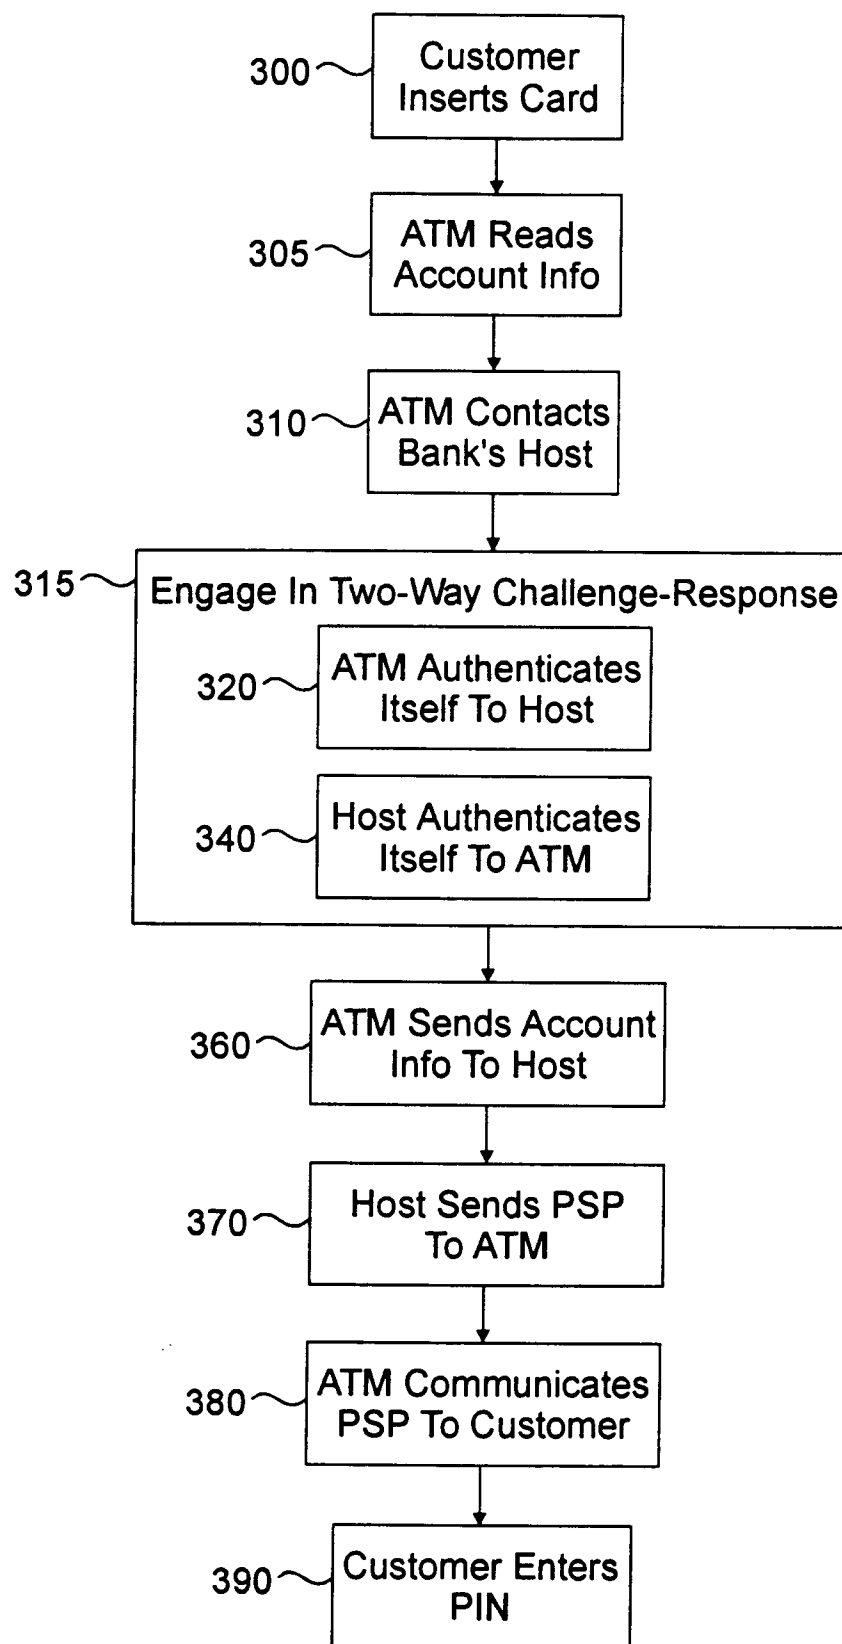 300
Customer
Inserts Card
305
ATM Reads
Account Info
310
ATM Contacts
Bank's Host
315
Engage In Two-Way Challenge-Response
320
ATM Authenticates
Itself To Host
340
Host Authenticates
Itself To ATM
360
ATM Sends Account
Info To Host
370
Host Sends PSP
To ATM
380
ATM Communicates
PSP To Customer
390
Customer Enters
PIN